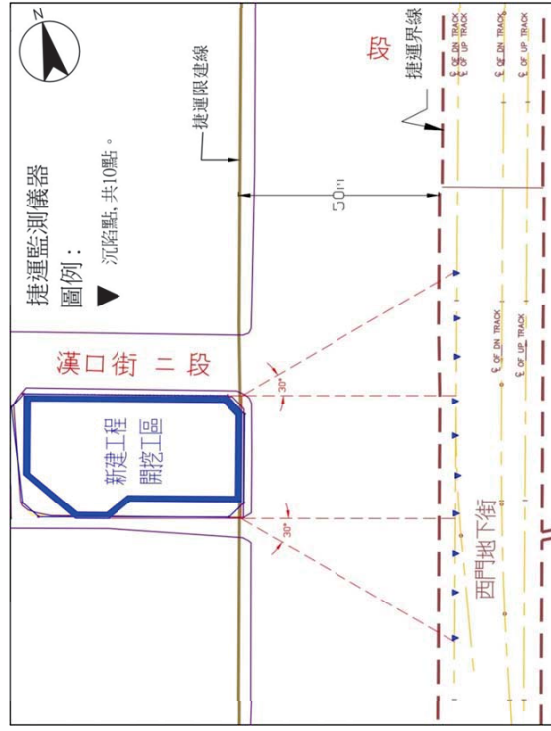 N
捷運監測儀器
圖例：
沉陷點, 共10點。
捷運限建線
段
捷運界線
℄ OF DN TRACK
℄ OF UP TRACK
℄ OF DN TRACK
℄ OF UP TRACK
50M
漢口街 二 段
新建工程
開挖工區
30°
30°
℄ OF DN TRACK
℄ OF UP TRACK
西門地下街